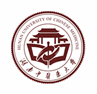 HUNAN UNIVERSITY OF CHINESE MEDICINE
湖南中医药大学